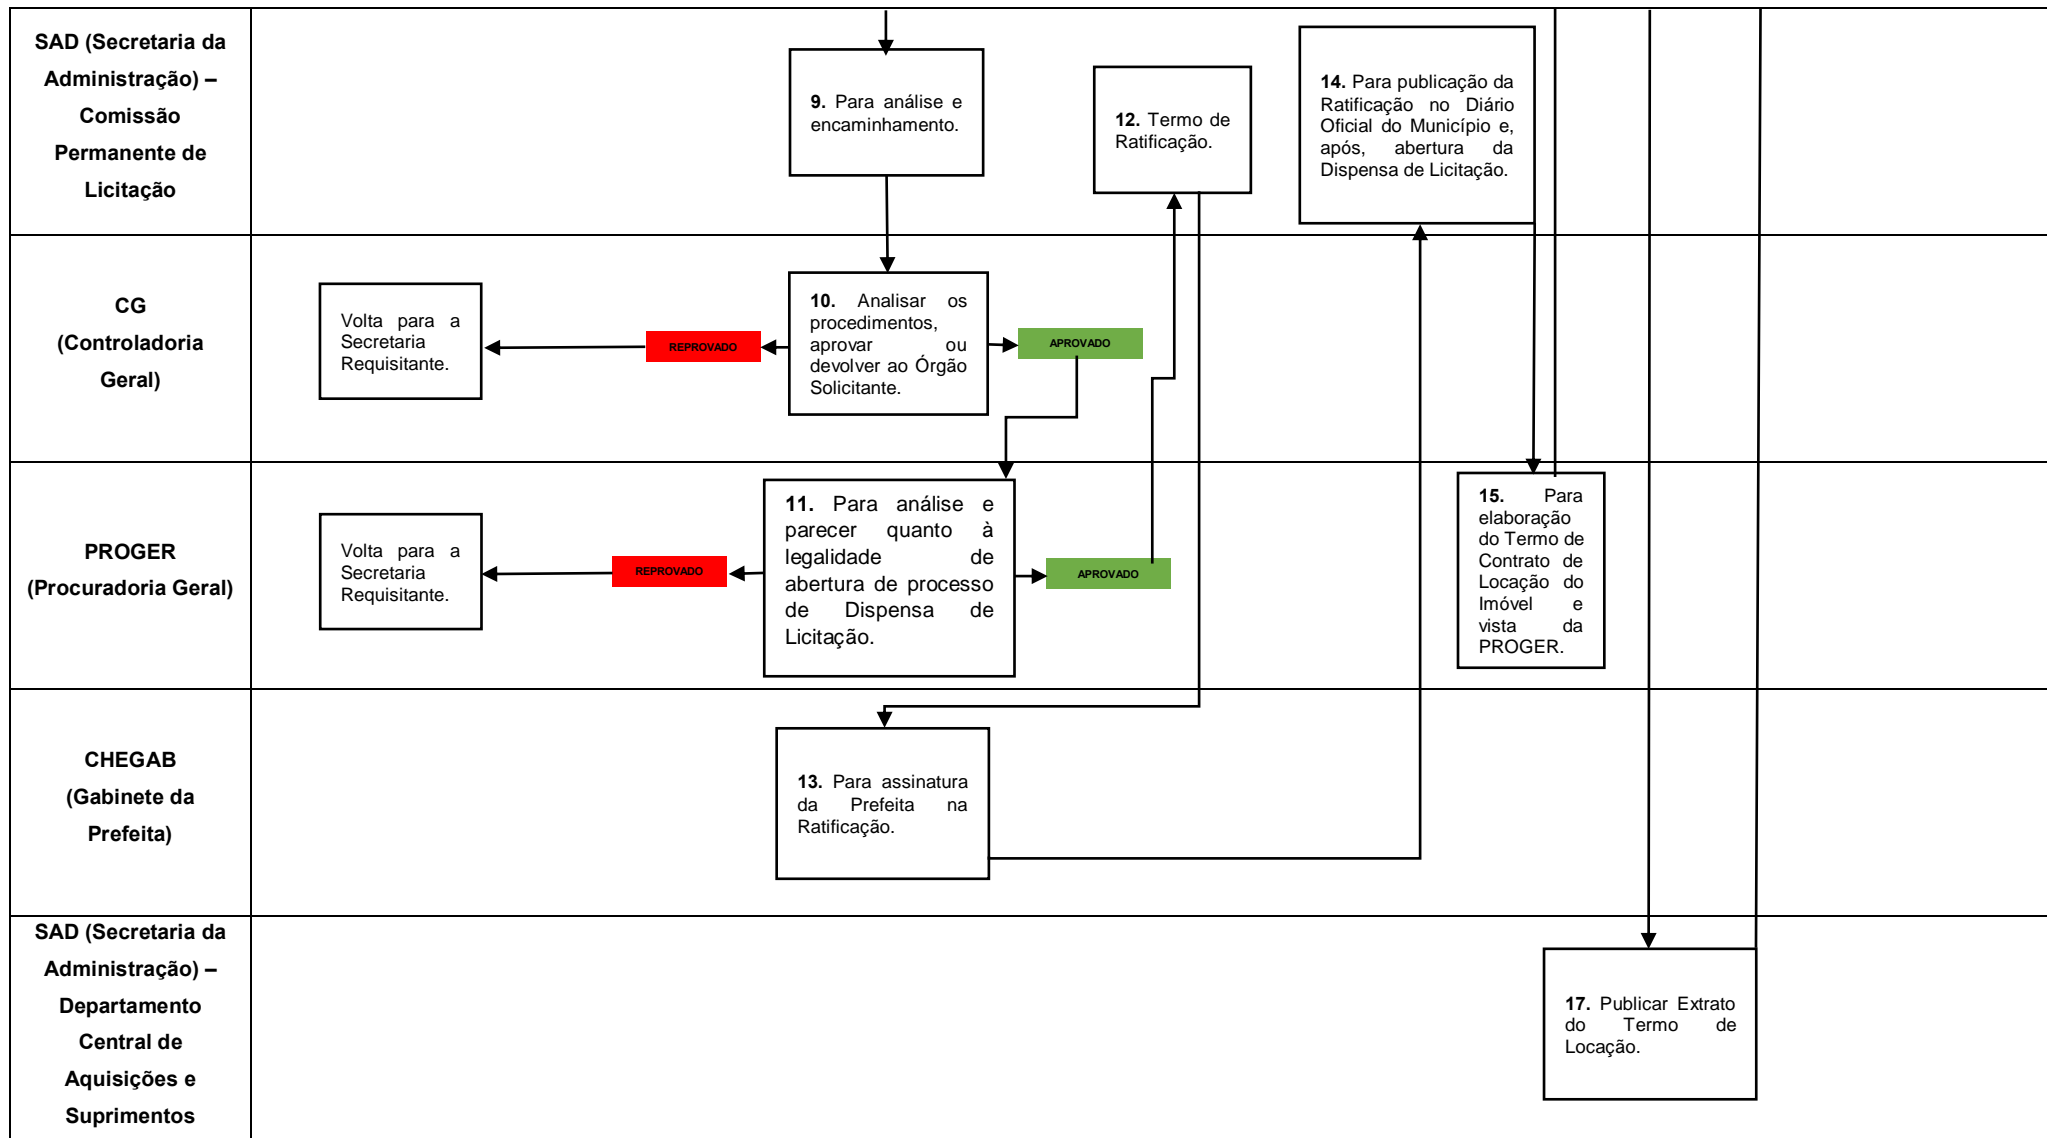 SAD (Secretaria da
Administração) –
Comissão
Permanente de
Licitação
9. Para análise e
encaminhamento.
12. Termo de
Ratificação.
14. Para publicação da
Ratificação no Diário
Oficial do Município e,
após, abertura da
Dispensa de Licitação.
CG
(Controladoria
Geral)
Volta para a
Secretaria
Requisitante.
REPROVADO
10. Analisar os
procedimentos,
aprovar ou
devolver ao Órgão
Solicitante.
APROVADO
PROGER
(Procuradoria Geral)
Volta para a
Secretaria
Requisitante.
REPROVADO
11. Para análise e
parecer quanto à
legalidade de
abertura de processo
de Dispensa de
Licitação.
APROVADO
15. Para
elaboração
do Termo de
Contrato de
Locação do
Imóvel e
vista da
PROGER.
CHEGAB
(Gabinete da
Prefeita)
13. Para assinatura
da Prefeita na
Ratificação.
SAD (Secretaria da
Administração) –
Departamento
Central de
Aquisições e
Suprimentos
17. Publicar Extrato
do Termo de
Locação.